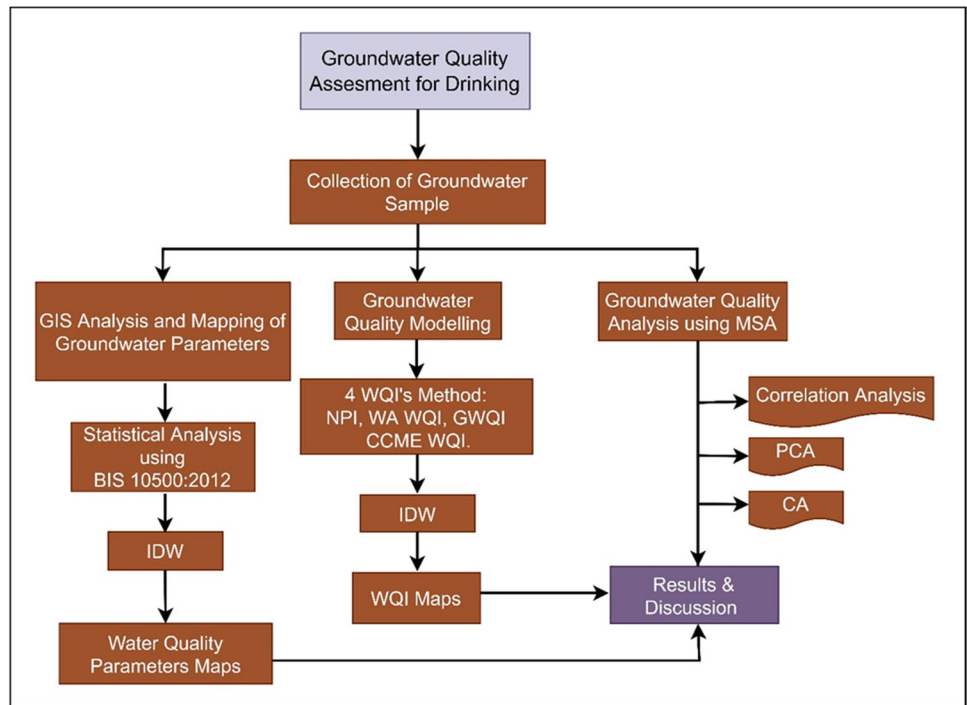 Groundwater Quality
Assesment for Drinking
Collection of Groundwater
Sample
GIS Analysis and Mapping of
Groundwater Parameters
Statistical Analysis
using
BIS 10500:2012
IDW
Water Quality
Parameters Maps
Groundwater
Quality Modelling
4 WQI's Method:
NPI, WA WQI, GWQI
CCME WQI.
IDW
WQI Maps
Groundwater Quality
Analysis using MSA
Correlation Analysis
PCA
CA
Results &
Discussion